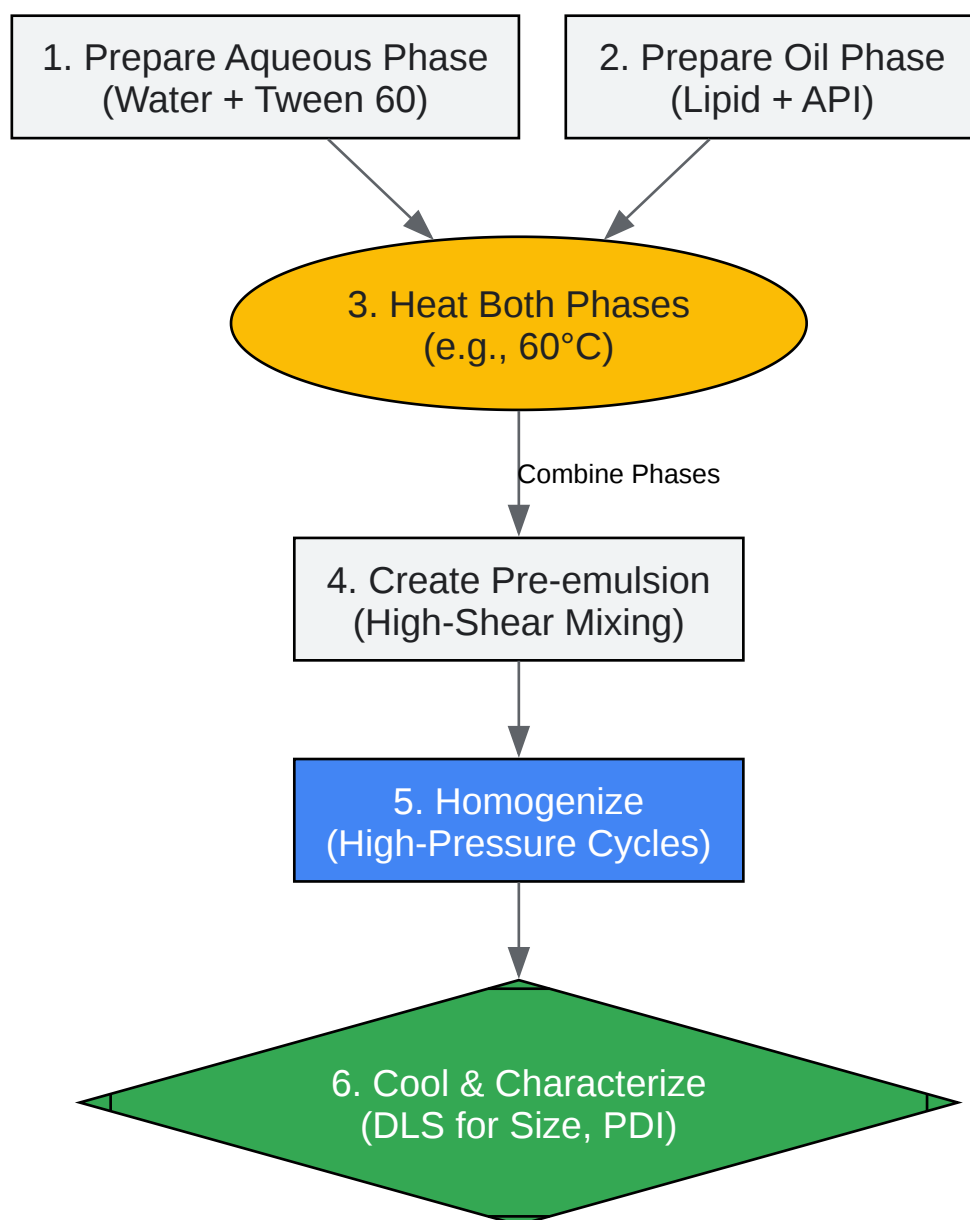 1. Prepare Aqueous Phase
(Water + Tween 60)
2. Prepare Oil Phase
(Lipid + API)
3. Heat Both Phases
(e.g., 60°C)
Combine Phases
4. Create Pre-emulsion
(High-Shear Mixing)
5. Homogenize
(High-Pressure Cycles)
6. Cool & Characterize
(DLS for Size, PDI)